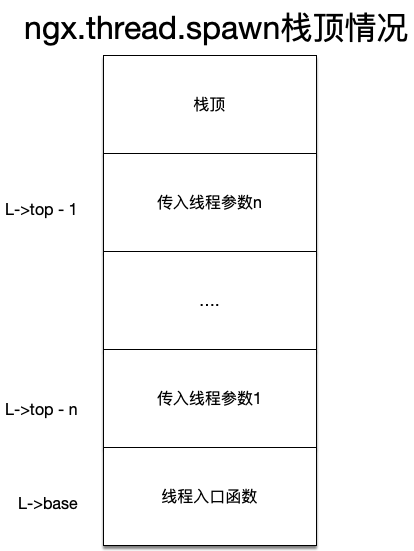 ngx.thread.spawn栈顶情况
栈顶
L->top - 1
传入线程参数n
....
L->top - n
传入线程参数1
L->base
线程入口函数